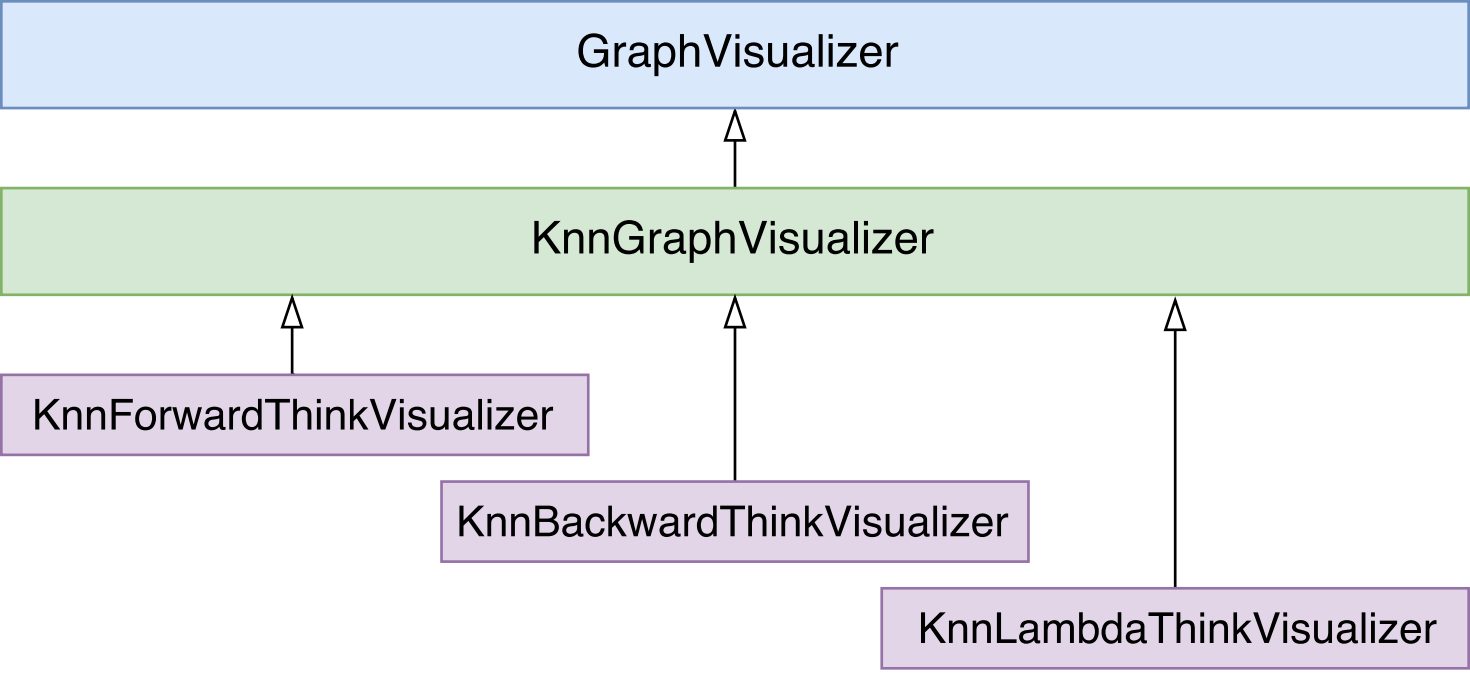 GraphVisualizer
KnnGraphVisualizer
KnnForwardThinkVisualizer
KnnBackwardThinkVisualizer
KnnLambdaThinkVisualizer